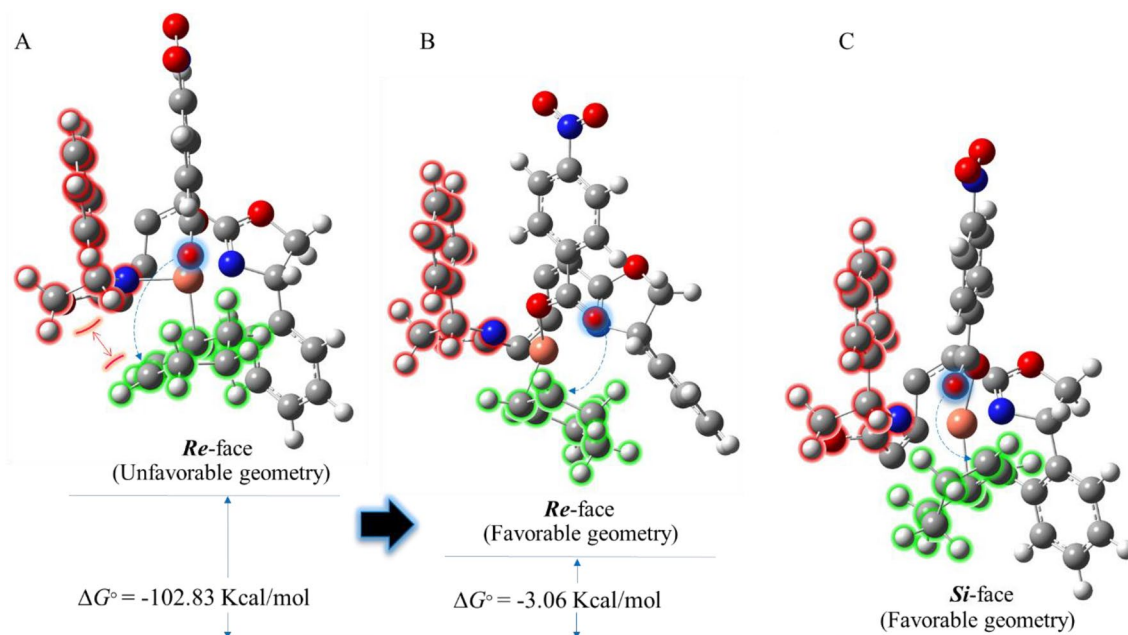 A
B
C
Re-face
(Unfavorable geometry)
Re-face
(Favorable geometry)
ΔG° = -102.83 Kcal/mol
ΔG° = -3.06 Kcal/mol
Si-face
(Favorable geometry)